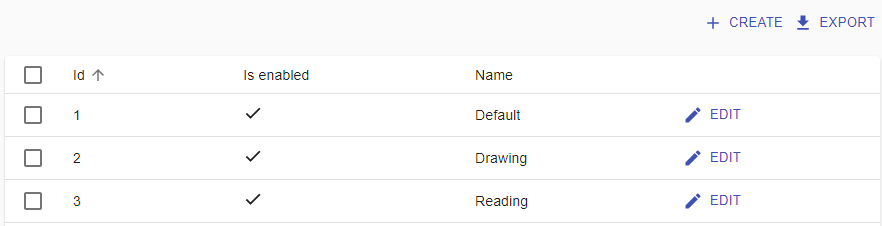 CREATE EXPORT
Id Is enabled Name
1 Default EDIT
2 Drawing EDIT
3 Reading EDIT